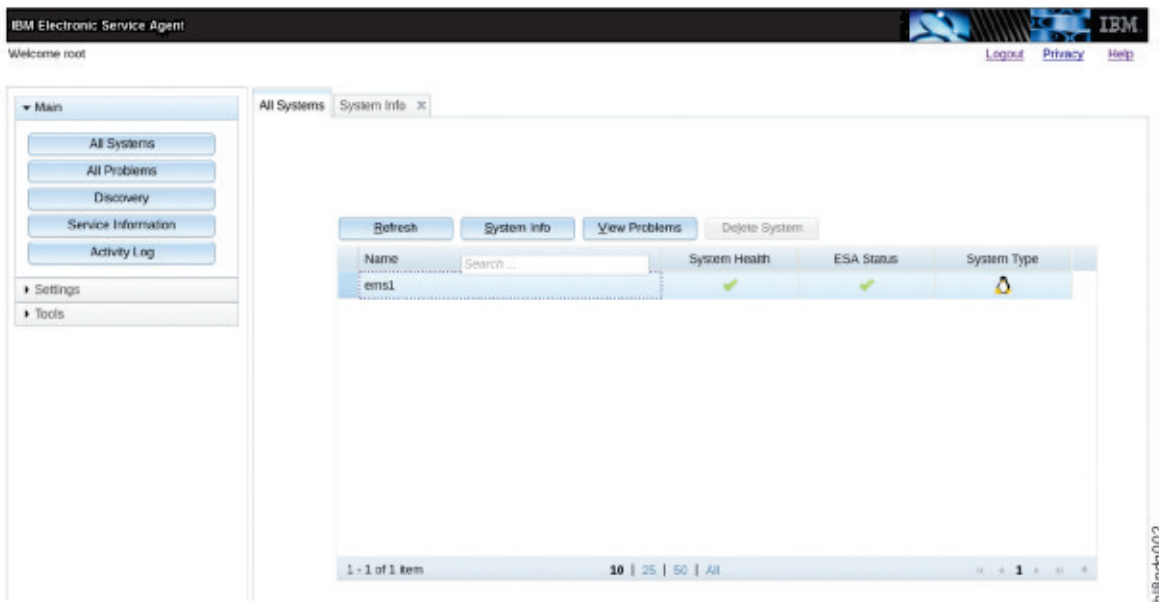 IBM Electronic Service Agent
IBM
Welcome root
Logout Privacy Help
Main
All Systems
All Problems
Discovery
Service Information
Activity Log
Settings
Tools
All Systems System Info
Refresh System Info View Problems Delete System
Name Search ... System Health ESA Status System Type
ems1
1 - 1 of 1 item 10 | 25 | 50 | All 1